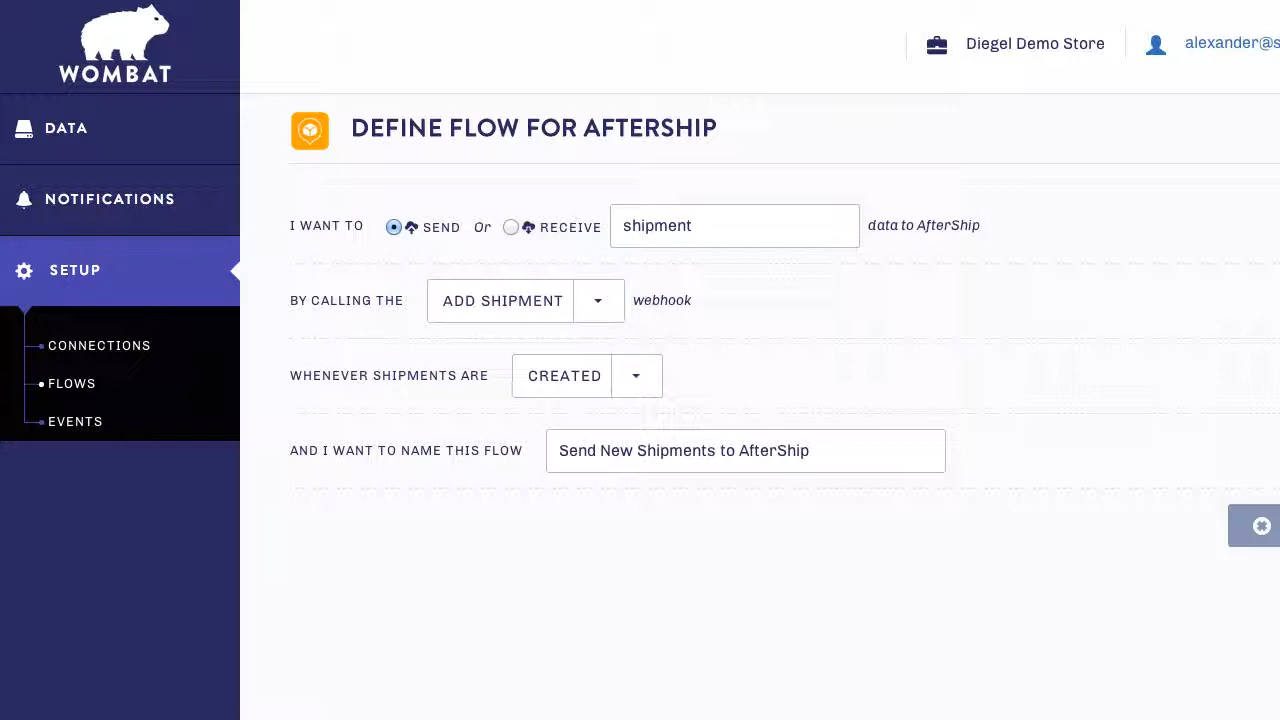 WOMBAT
Diegel Demo Store
alexander@s
DATA
NOTIFICATIONS
SETUP
CONNECTIONS
FLOWS
EVENTS
DEFINE FLOW FOR AFTERSHIP
I WANT TO SEND Or RECEIVE shipment data to AfterShip
BY CALLING THE ADD SHIPMENT webhook
WHENEVER SHIPMENTS ARE CREATED
AND I WANT TO NAME THIS FLOW Send New Shipments to AfterShip